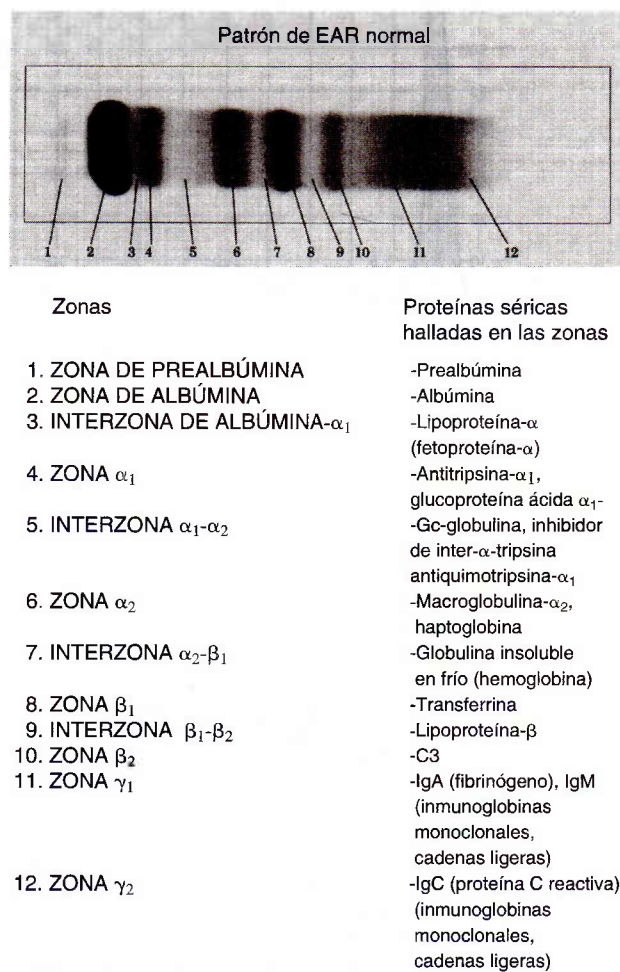 Patrón de EAR normal
1 2 3 4 5 6 7 8 9 10 11 12
Zonas
Proteínas séricas
halladas en las zonas
1. ZONA DE PREALBÚMINA -Prealbúmina
2. ZONA DE ALBÚMINA -Albúmina
3. INTERZONA DE ALBÚMINA-α₁ -Lipoproteína-α
(fetoproteína-α)
4. ZONA α₁ -Antitripsina-α₁,
glucoproteína ácida α₁-
5. INTERZONA α₁-α₂ -Gc-globulina, inhibidor
de inter-α-tripsina
antiquimotripsina-α₁
6. ZONA α₂ -Macroglobulina-α₂,
haptoglobina
7. INTERZONA α₂-β₁ -Globulina insoluble
en frío (hemoglobina)
8. ZONA β₁ -Transferrina
9. INTERZONA β₁-β₂ -Lipoproteína-β
10. ZONA β₂ -C3
11. ZONA γ₁ -IgA (fibrinógeno), IgM
(inmunoglobinas
monoclonales,
cadenas ligeras)
12. ZONA γ₂ -IgC (proteína C reactiva)
(inmunoglobinas
monoclonales,
cadenas ligeras)